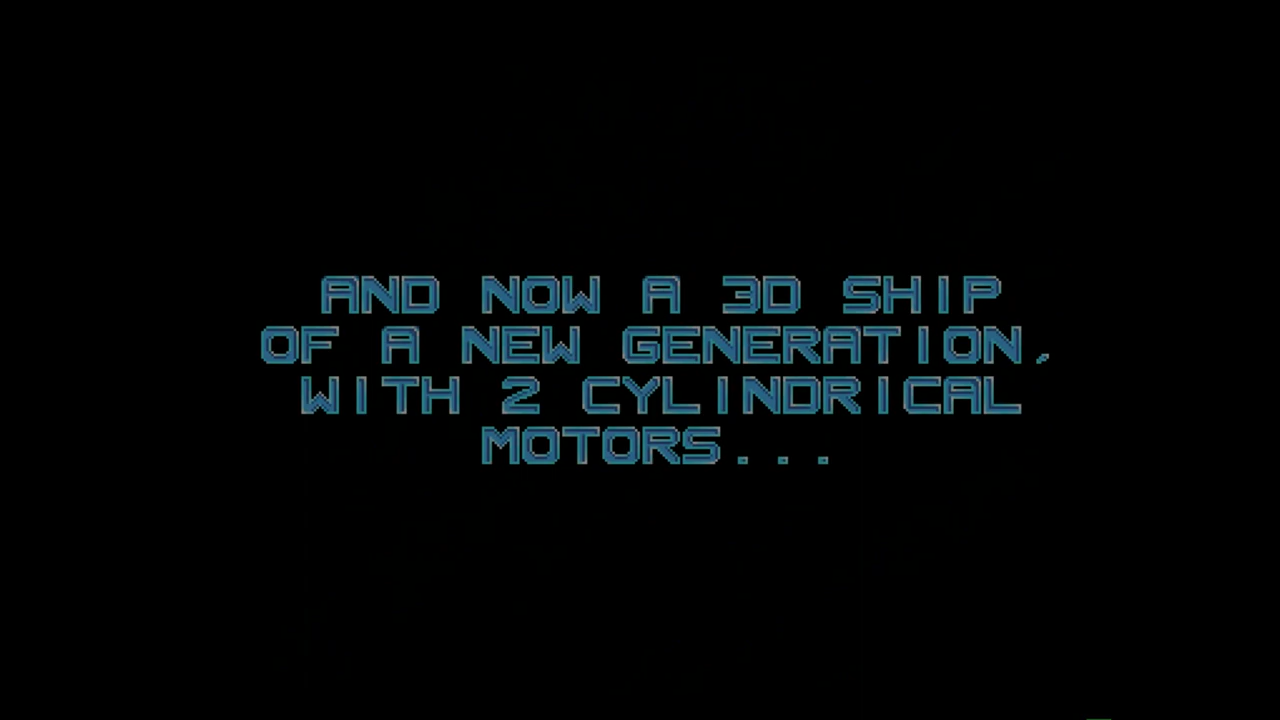 AND NOW A 3D SHIP
OF A NEW GENERATION,
WITH 2 CYLINDRICAL
MOTORS...